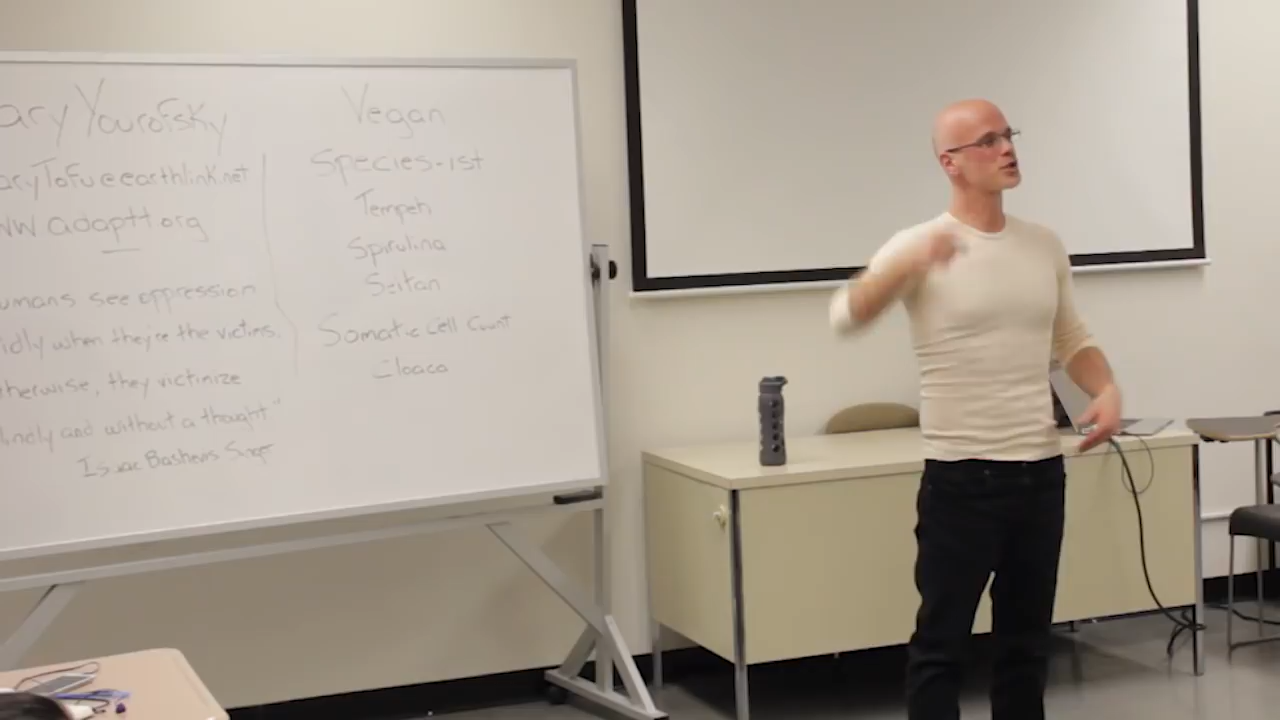 ary Yourofsky
aryTofu@earthlink.net
ww.adaptt.org
umans see oppression
idly when they're the victims.
therwise, they victimize
lindly and without a thought"
Isaac Bashevis Singer
Vegan
Species-ist
Tempeh
Spirulina
Seitan
Somatic Cell Count
Cloaca